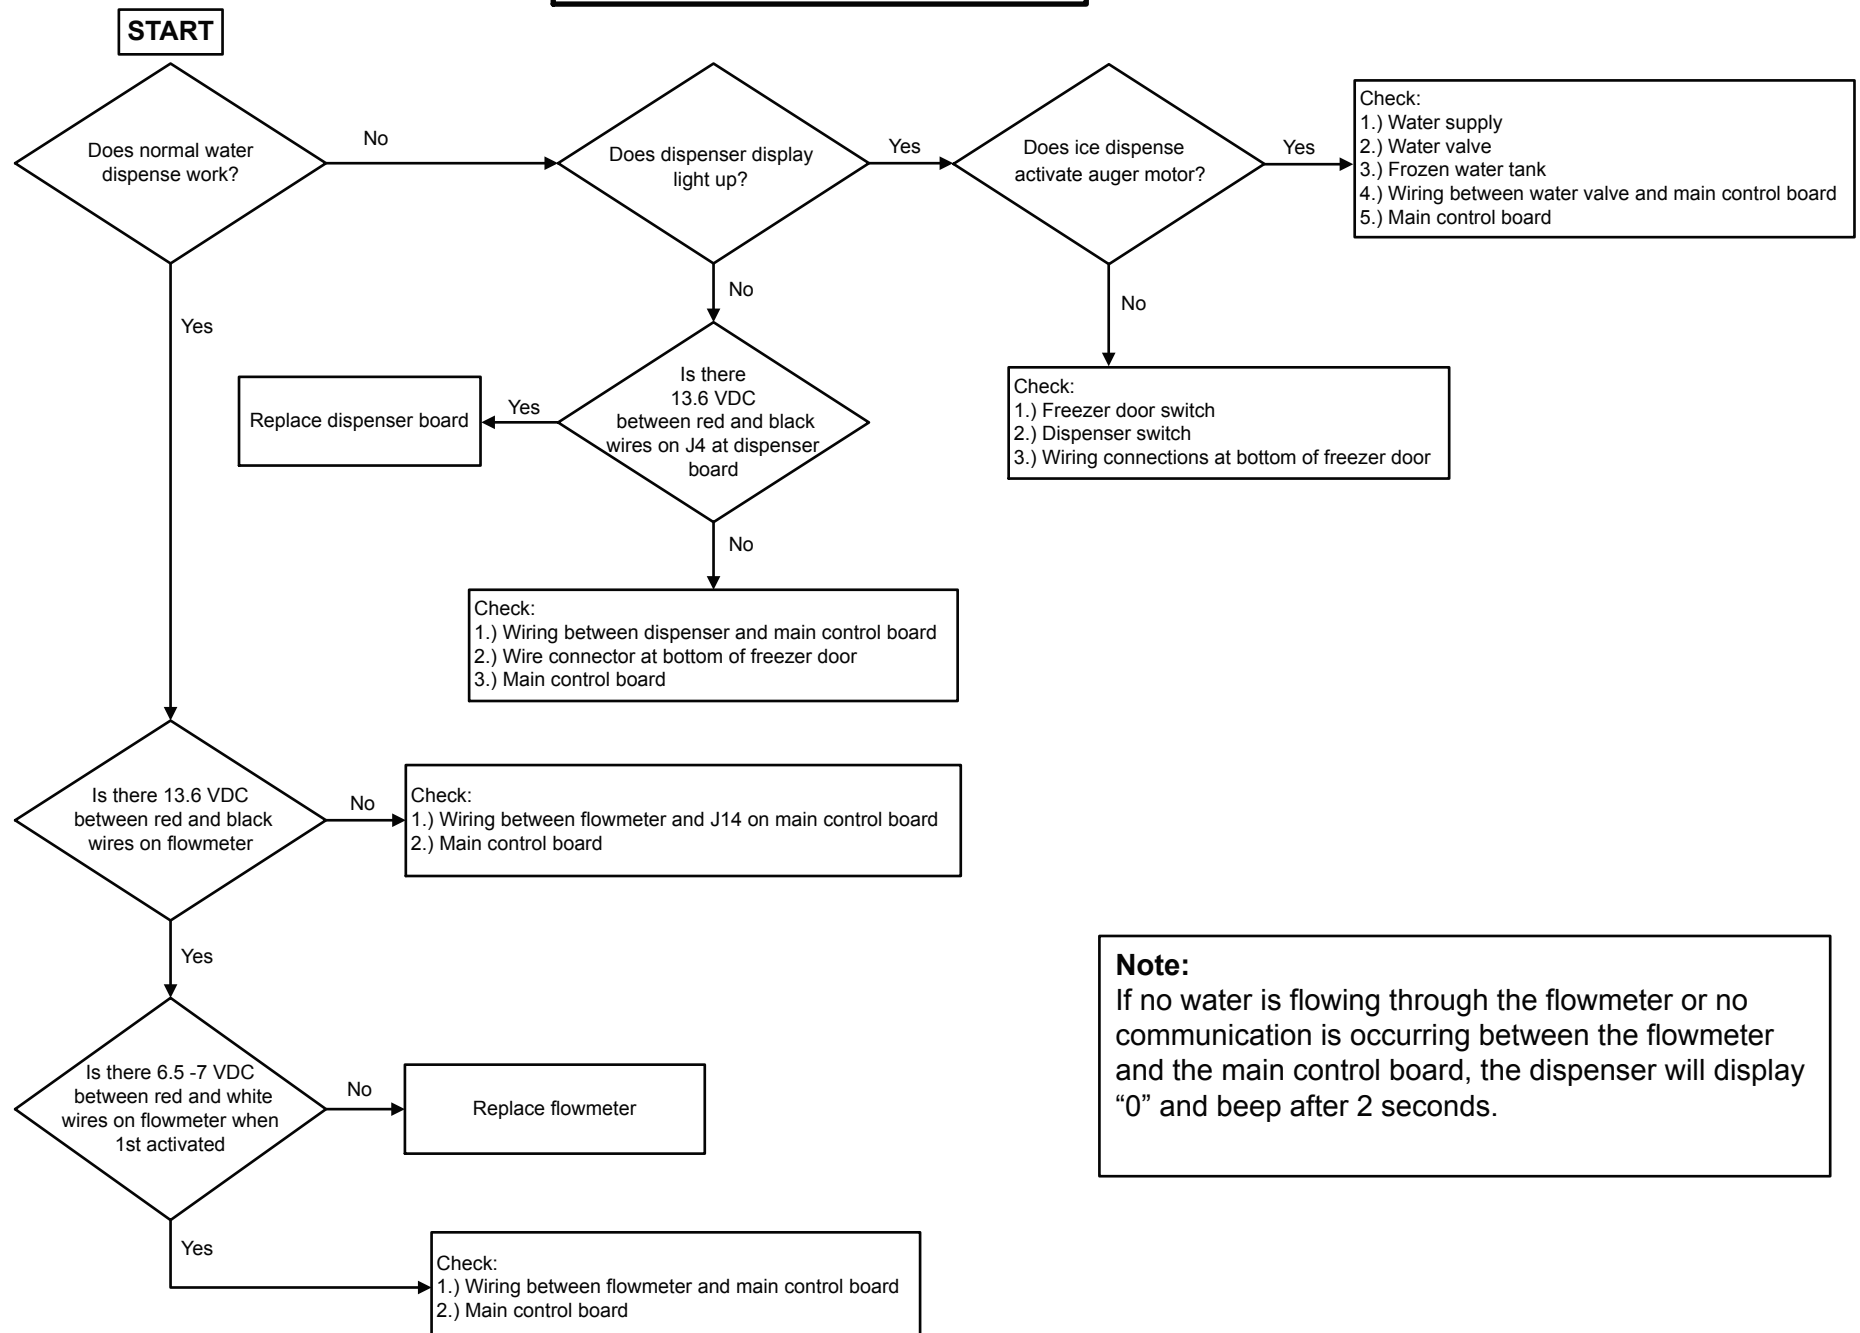 START
Does normal water
dispense work?
No
Does dispenser display
light up?
Yes
Does ice dispense
activate auger motor?
Yes
Check:
1.) Water supply
2.) Water valve
3.) Frozen water tank
4.) Wiring between water valve and main control board
5.) Main control board
No
Check:
1.) Freezer door switch
2.) Dispenser switch
3.) Wiring connections at bottom of freezer door
No
Is there
13.6 VDC
between red and black
wires on J4 at dispenser
board
Yes
Replace dispenser board
No
Check:
1.) Wiring between dispenser and main control board
2.) Wire connector at bottom of freezer door
3.) Main control board
Yes
Is there 13.6 VDC
between red and black
wires on flowmeter
No
Check:
1.) Wiring between flowmeter and J14 on main control board
2.) Main control board
Yes
Is there 6.5 -7 VDC
between red and white
wires on flowmeter when
1st activated
No
Replace flowmeter
Yes
Check:
1.) Wiring between flowmeter and main control board
2.) Main control board
Note:
If no water is flowing through the flowmeter or no
communication is occurring between the flowmeter
and the main control board, the dispenser will display
“0” and beep after 2 seconds.